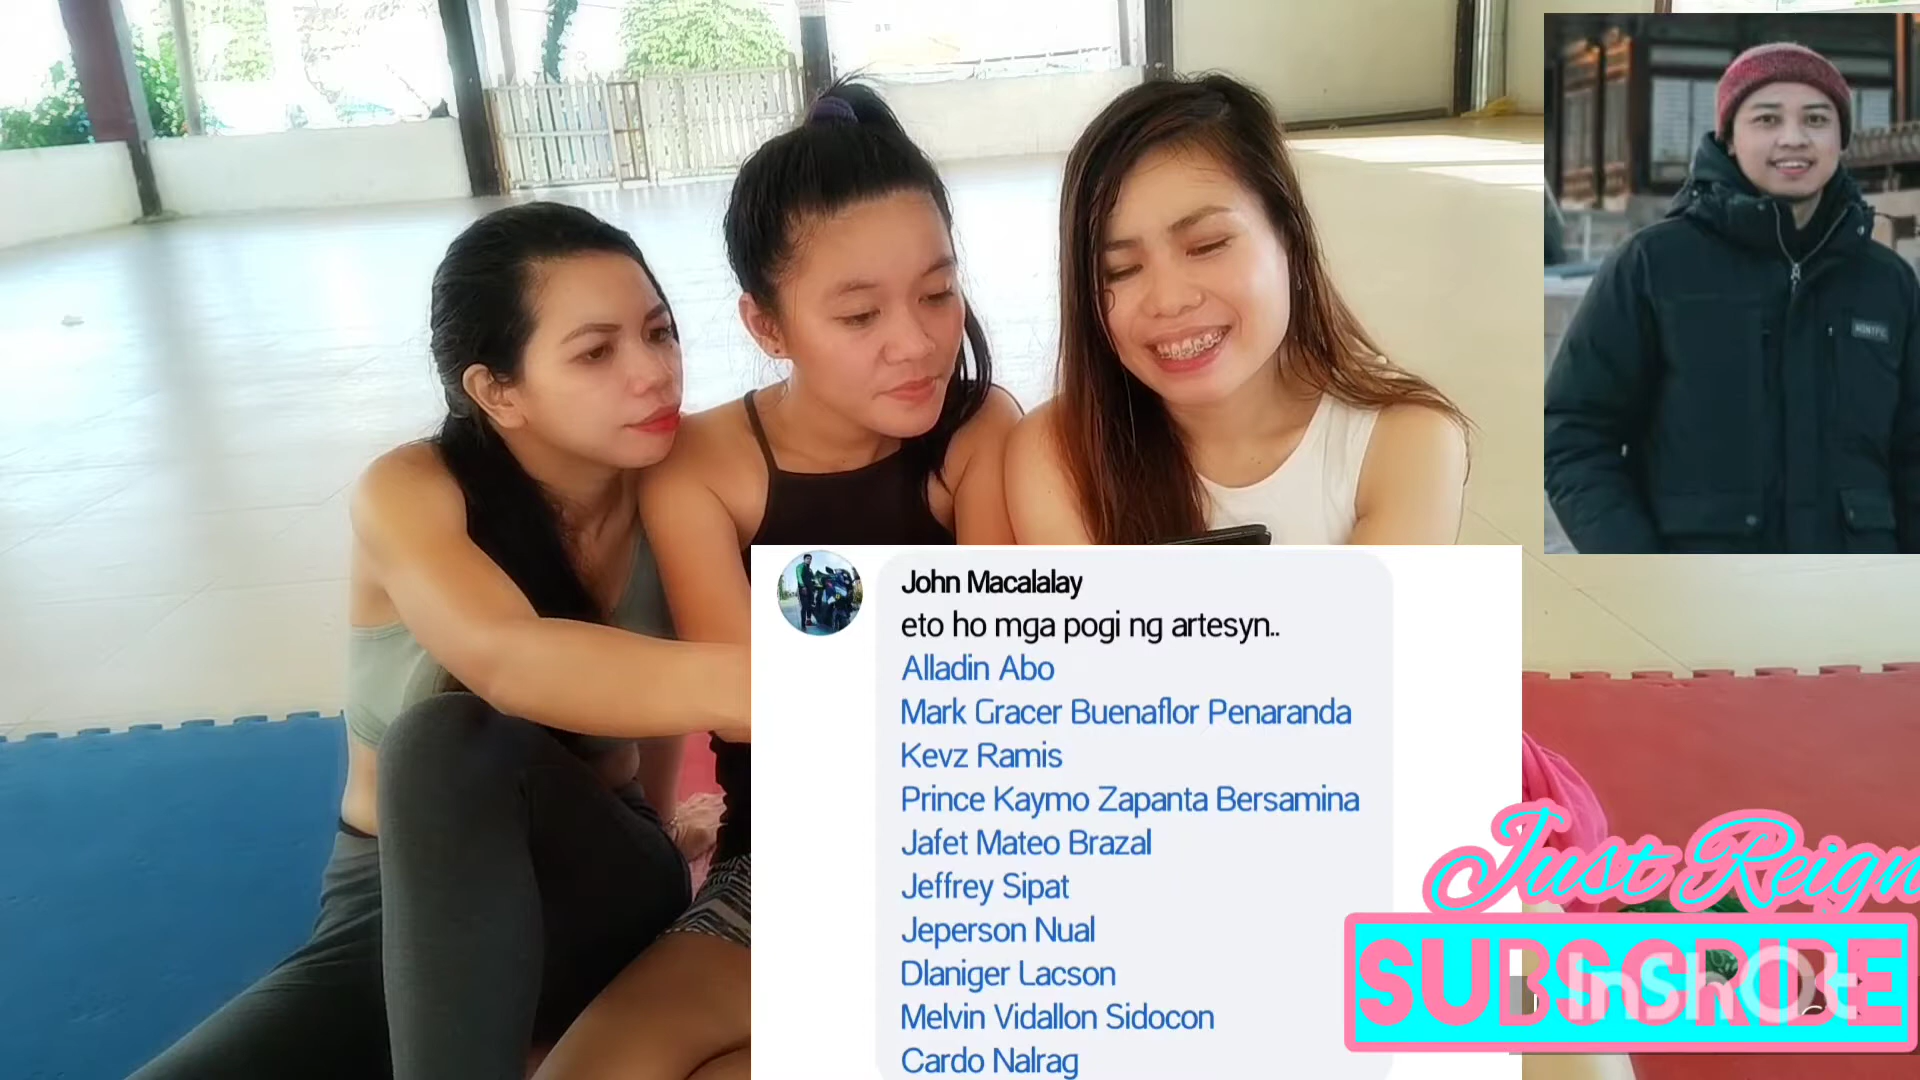 John Macalalay
eto ho mga pogi ng artesyn..
Alladin Abo
Mark Gracer Buenaflor Penaranda
Kevz Ramis
Prince Kaymo Zapanta Bersamina
Jafet Mateo Brazal
Jeffrey Sipat
Jeperson Nual
Dlaniger Lacson
Melvin Vidallon Sidocon
Cardo Nalrag
Just Reign
SUBSCRIBE
InShOt